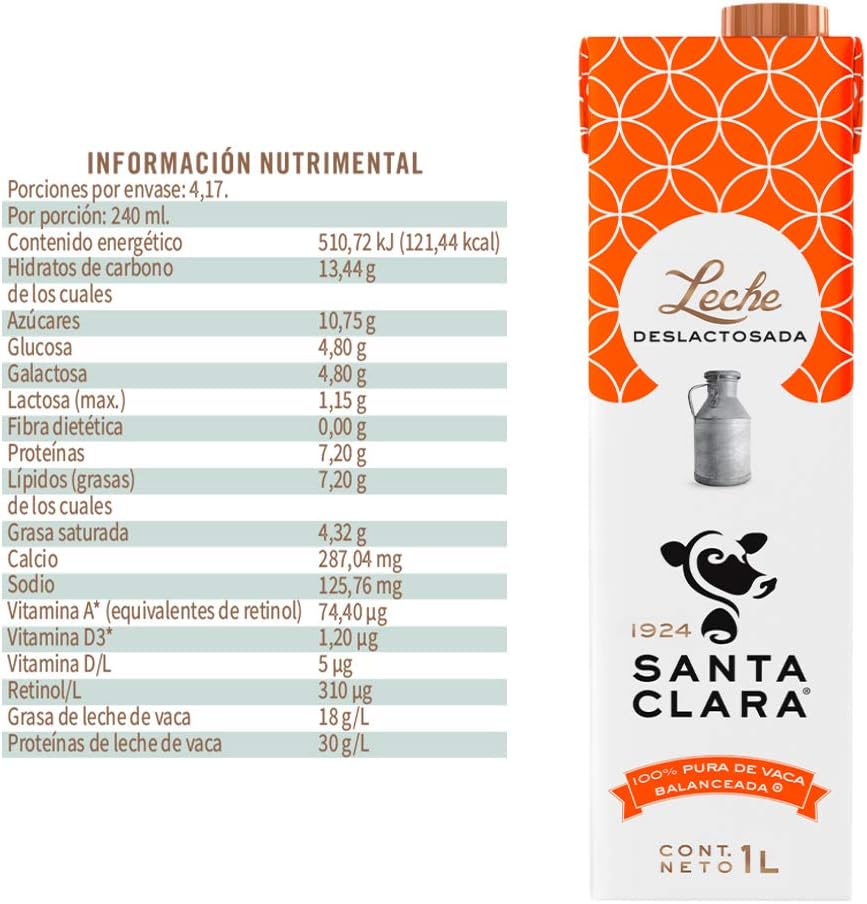 INFORMACIÓN NUTRIMENTAL
Porciones por envase: 4,17.
Por porción: 240 ml.
Contenido energético 510,72 kJ (121,44 kcal)
Hidratos de carbono 13,44 g
de los cuales
Azúcares 10,75 g
Glucosa 4,80 g
Galactosa 4,80 g
Lactosa (max.) 1,15 g
Fibra dietética 0,00 g
Proteínas 7,20 g
Lípidos (grasas) 7,20 g
de los cuales
Grasa saturada 4,32 g
Calcio 287,04 mg
Sodio 125,76 mg
Vitamina A* (equivalentes de retinol) 74,40 µg
Vitamina D3* 1,20 µg
Vitamina D/L 5 µg
Retinol/L 310 µg
Grasa de leche de vaca 18 g/L
Proteínas de leche de vaca 30 g/L
Leche
DESLACTOSADA
1924
SANTA
CLARA®
100% PURA DE VACA
BALANCEADA ®
CONT.
NETO 1L